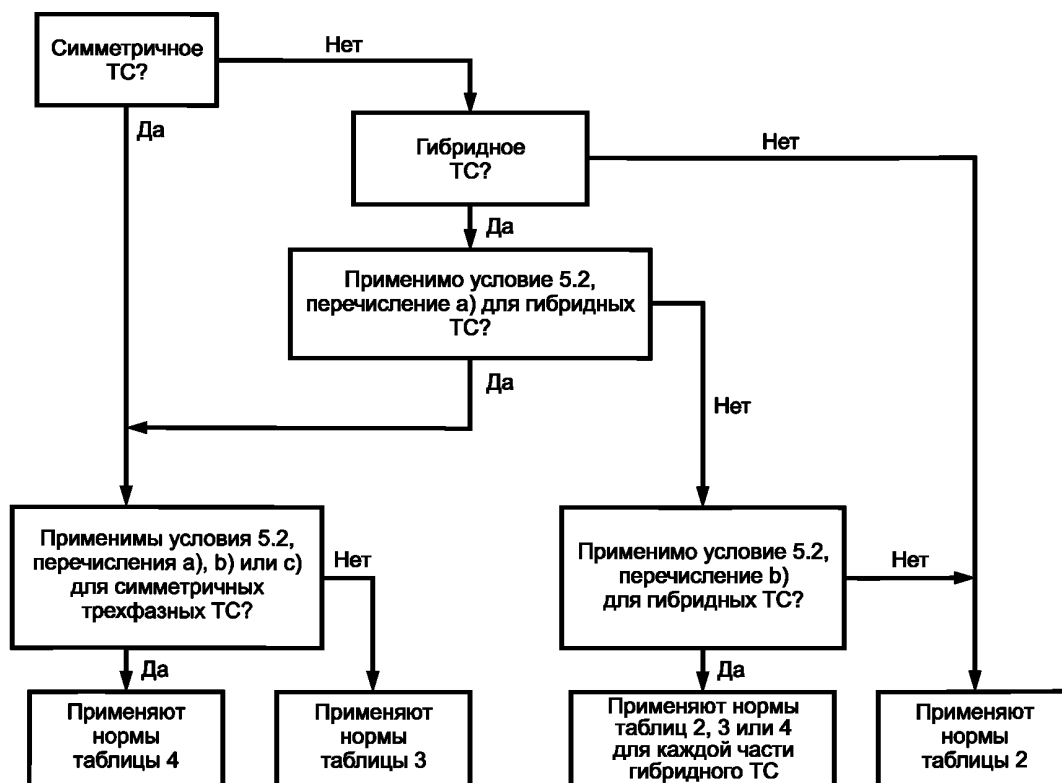 Симметричное
ТС?
Нет
Да
Гибридное
ТС?
Нет
Да
Применимо условие 5.2,
перечисление a) для гибридных
ТС?
Да
Нет
Применимы условия 5.2,
перечисления a), b) или c)
для симметричных
трехфазных ТС?
Нет
Да
Применимо условие 5.2,
перечисление b)
для гибридных ТС?
Нет
Да
Применяют
нормы
таблицы 4
Применяют
нормы
таблицы 3
Применяют нормы
таблиц 2, 3 или 4
для каждой части
гибридного ТС
Применяют
нормы
таблицы 2